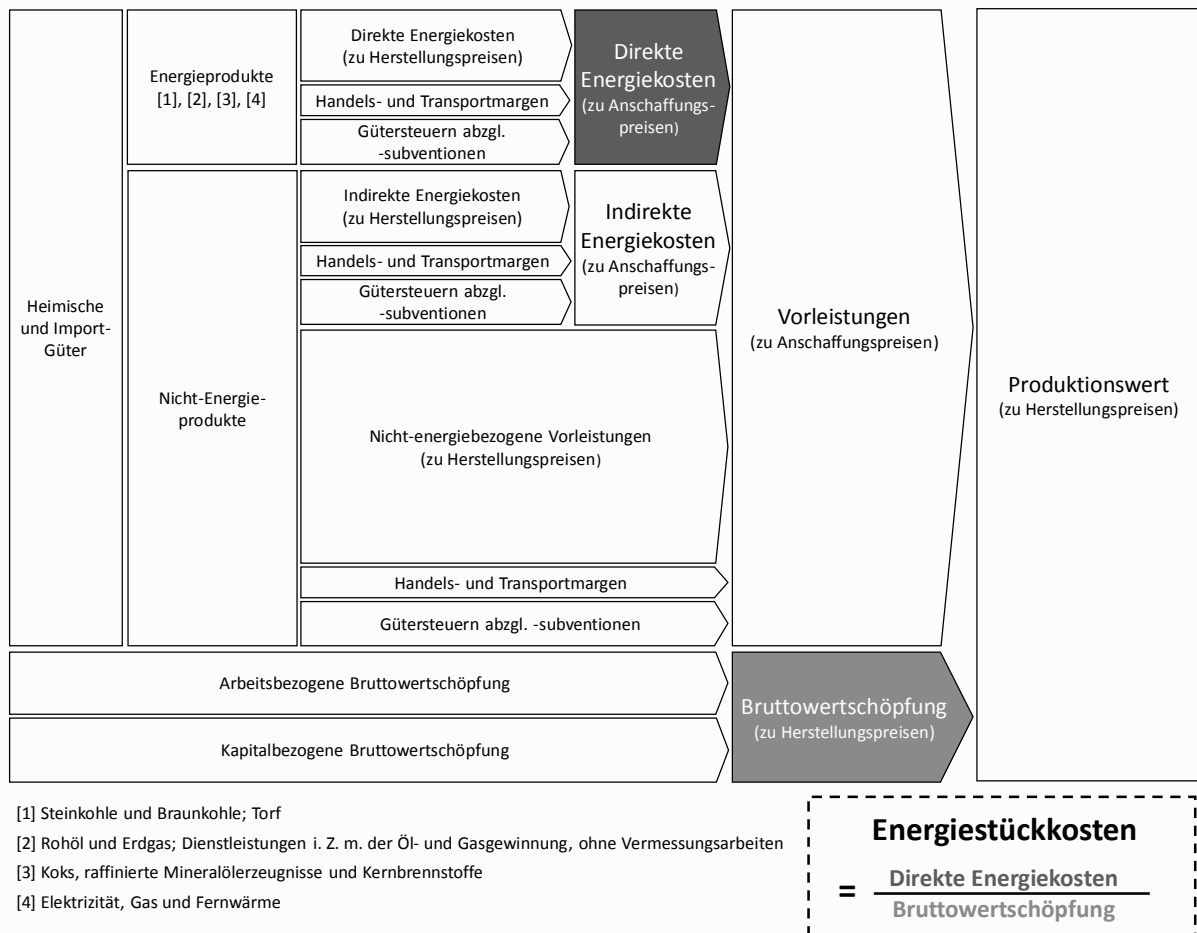 Heimische
und Import-
Güter
Energieprodukte
[1], [2], [3], [4]
Direkte Energiekosten
(zu Herstellungspreisen)
Handels- und Transportmargen
Gütersteuern abzgl.
-subventionen
Direkte
Energiekosten
(zu Anschaffungs-
preisen)
Nicht-Energie-
produkte
Indirekte Energiekosten
(zu Herstellungspreisen)
Handels- und Transportmargen
Gütersteuern abzgl.
-subventionen
Indirekte
Energiekosten
(zu Anschaffungs-
preisen)
Nicht-energiebezogene Vorleistungen
(zu Herstellungspreisen)
Handels- und Transportmargen
Gütersteuern abzgl. -subventionen
Vorleistungen
(zu Anschaffungspreisen)
Arbeitsbezogene Bruttowertschöpfung
Kapitalbezogene Bruttowertschöpfung
Bruttowertschöpfung
(zu Herstellungspreisen)
Produktionswert
(zu Herstellungspreisen)
[1] Steinkohle und Braunkohle; Torf
[2] Rohöl und Erdgas; Dienstleistungen i. Z. m. der Öl- und Gasgewinnung, ohne Vermessungsarbeiten
[3] Koks, raffinierte Mineralölerzeugnisse und Kernbrennstoffe
[4] Elektrizität, Gas und Fernwärme
Energiestückkosten
= Direkte Energiekosten
Bruttowertschöpfung